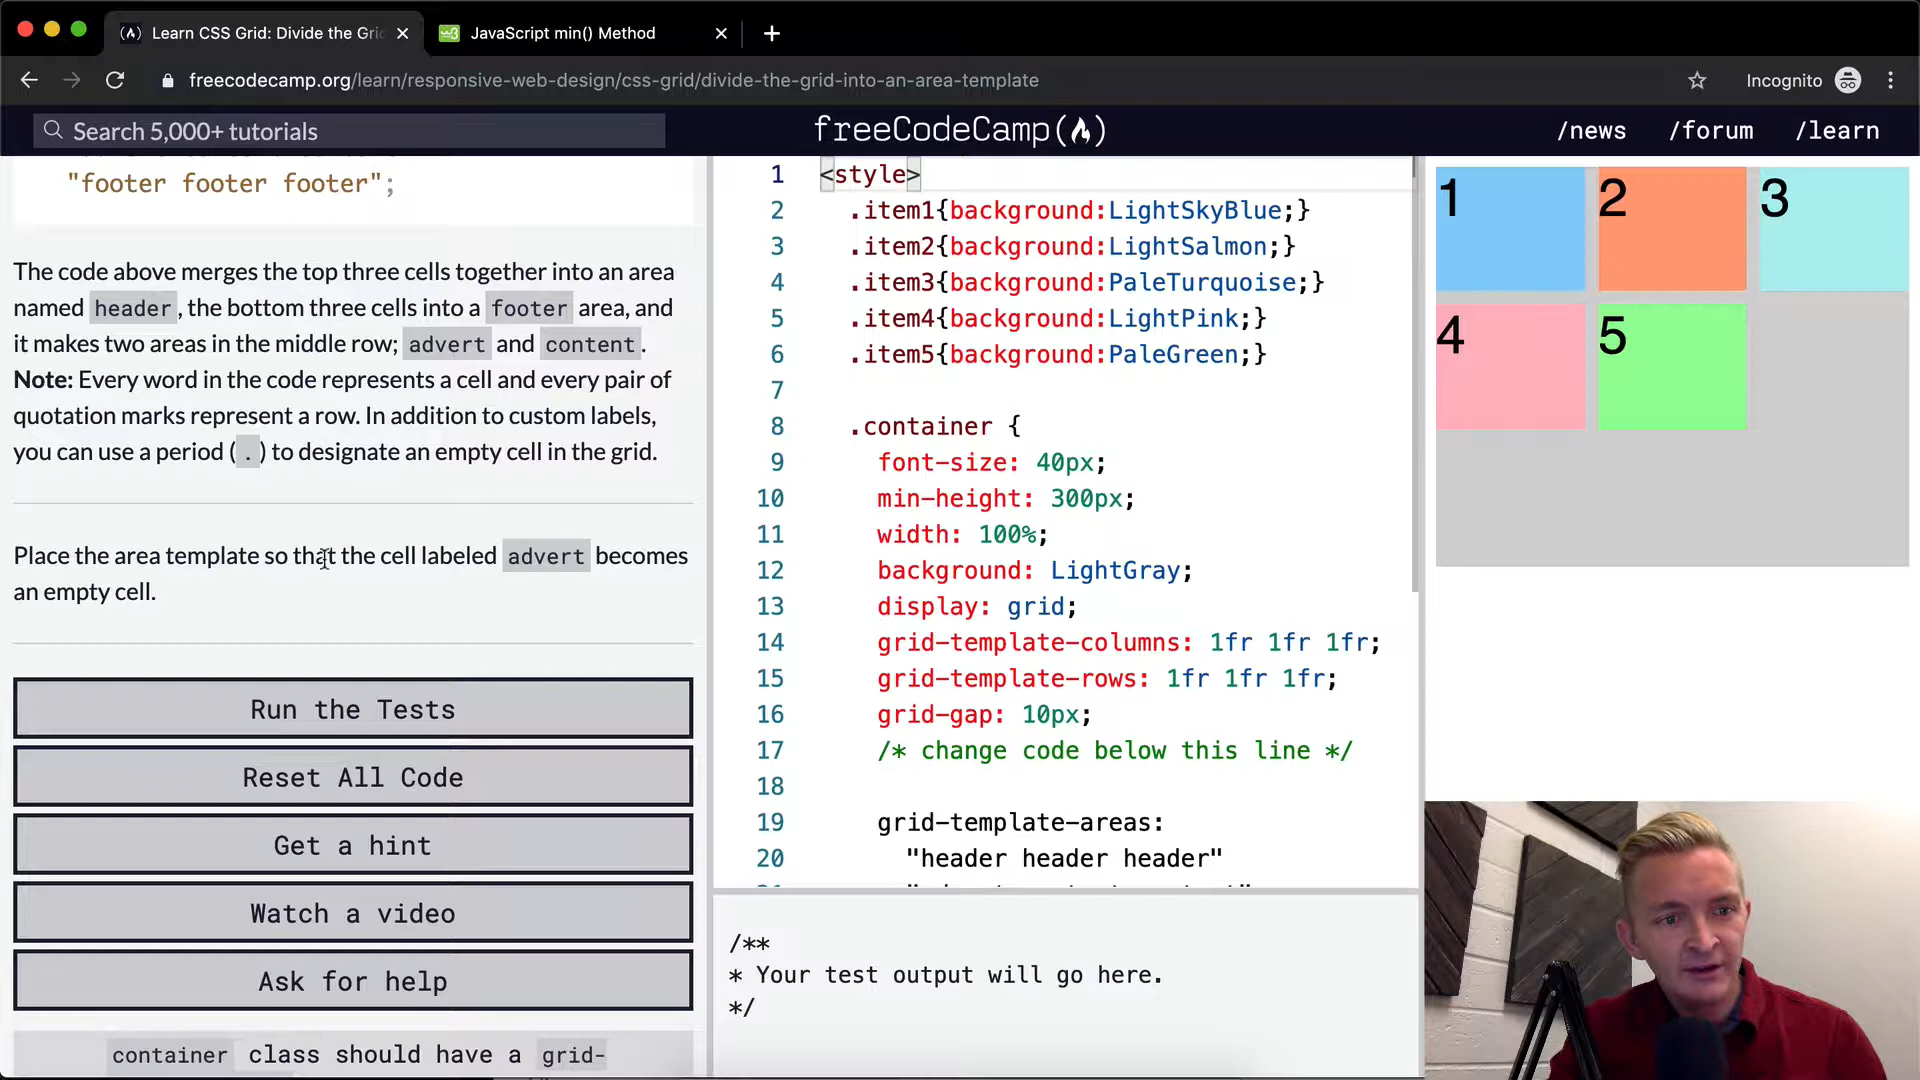 Learn CSS Grid: Divide the Gri
JavaScript min() Method
freecodecamp.org/learn/responsive-web-design/css-grid/divide-the-grid-into-an-area-template
Incognito
Search 5,000+ tutorials
freeCodeCamp
/news
/forum
/learn
"footer footer footer";
The code above merges the top three cells together into an area
named header, the bottom three cells into a footer area, and
it makes two areas in the middle row; advert and content.
Note: Every word in the code represents a cell and every pair of
quotation marks represent a row. In addition to custom labels,
you can use a period (.) to designate an empty cell in the grid.
Place the area template so that the cell labeled advert becomes
an empty cell.
Run the Tests
Reset All Code
Get a hint
Watch a video
Ask for help
container class should have a grid-
1 <style>
2 .item1{background:LightSkyBlue;}
3 .item2{background:LightSalmon;}
4 .item3{background:PaleTurquoise;}
5 .item4{background:LightPink;}
6 .item5{background:PaleGreen;}
7
8 .container {
9 font-size: 40px;
10 min-height: 300px;
11 width: 100%;
12 background: LightGray;
13 display: grid;
14 grid-template-columns: 1fr 1fr 1fr;
15 grid-template-rows: 1fr 1fr 1fr;
16 grid-gap: 10px;
17 /* change code below this line */
18
19 grid-template-areas:
20 "header header header"
/**
* Your test output will go here.
*/
1
2
3
4
5